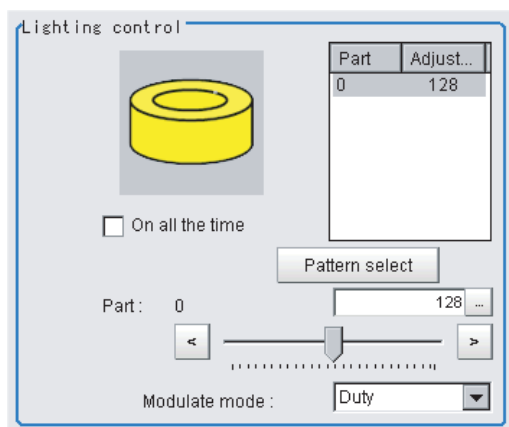 Lighting control
Part Adjust...
0 128
On all the time
Pattern select
Part : 0 128 ...
< >
Modulate mode : Duty